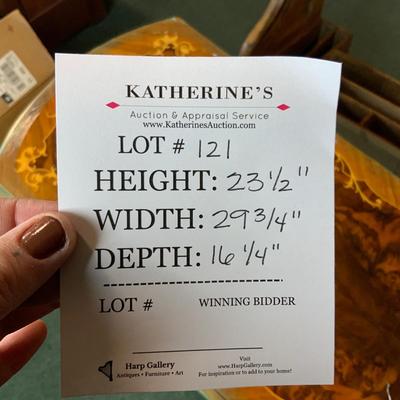 KATHERINE'S
Auction & Appraisal Service
www.KatherinesAuction.com
LOT # 121
HEIGHT: 23 1/2"
WIDTH: 29 3/4"
DEPTH: 16 1/4"
LOT # WINNING BIDDER
Harp Gallery
Antiques • Furniture • Art
Visit
www.HarpGallery.com
For inspiration or to add to your home!